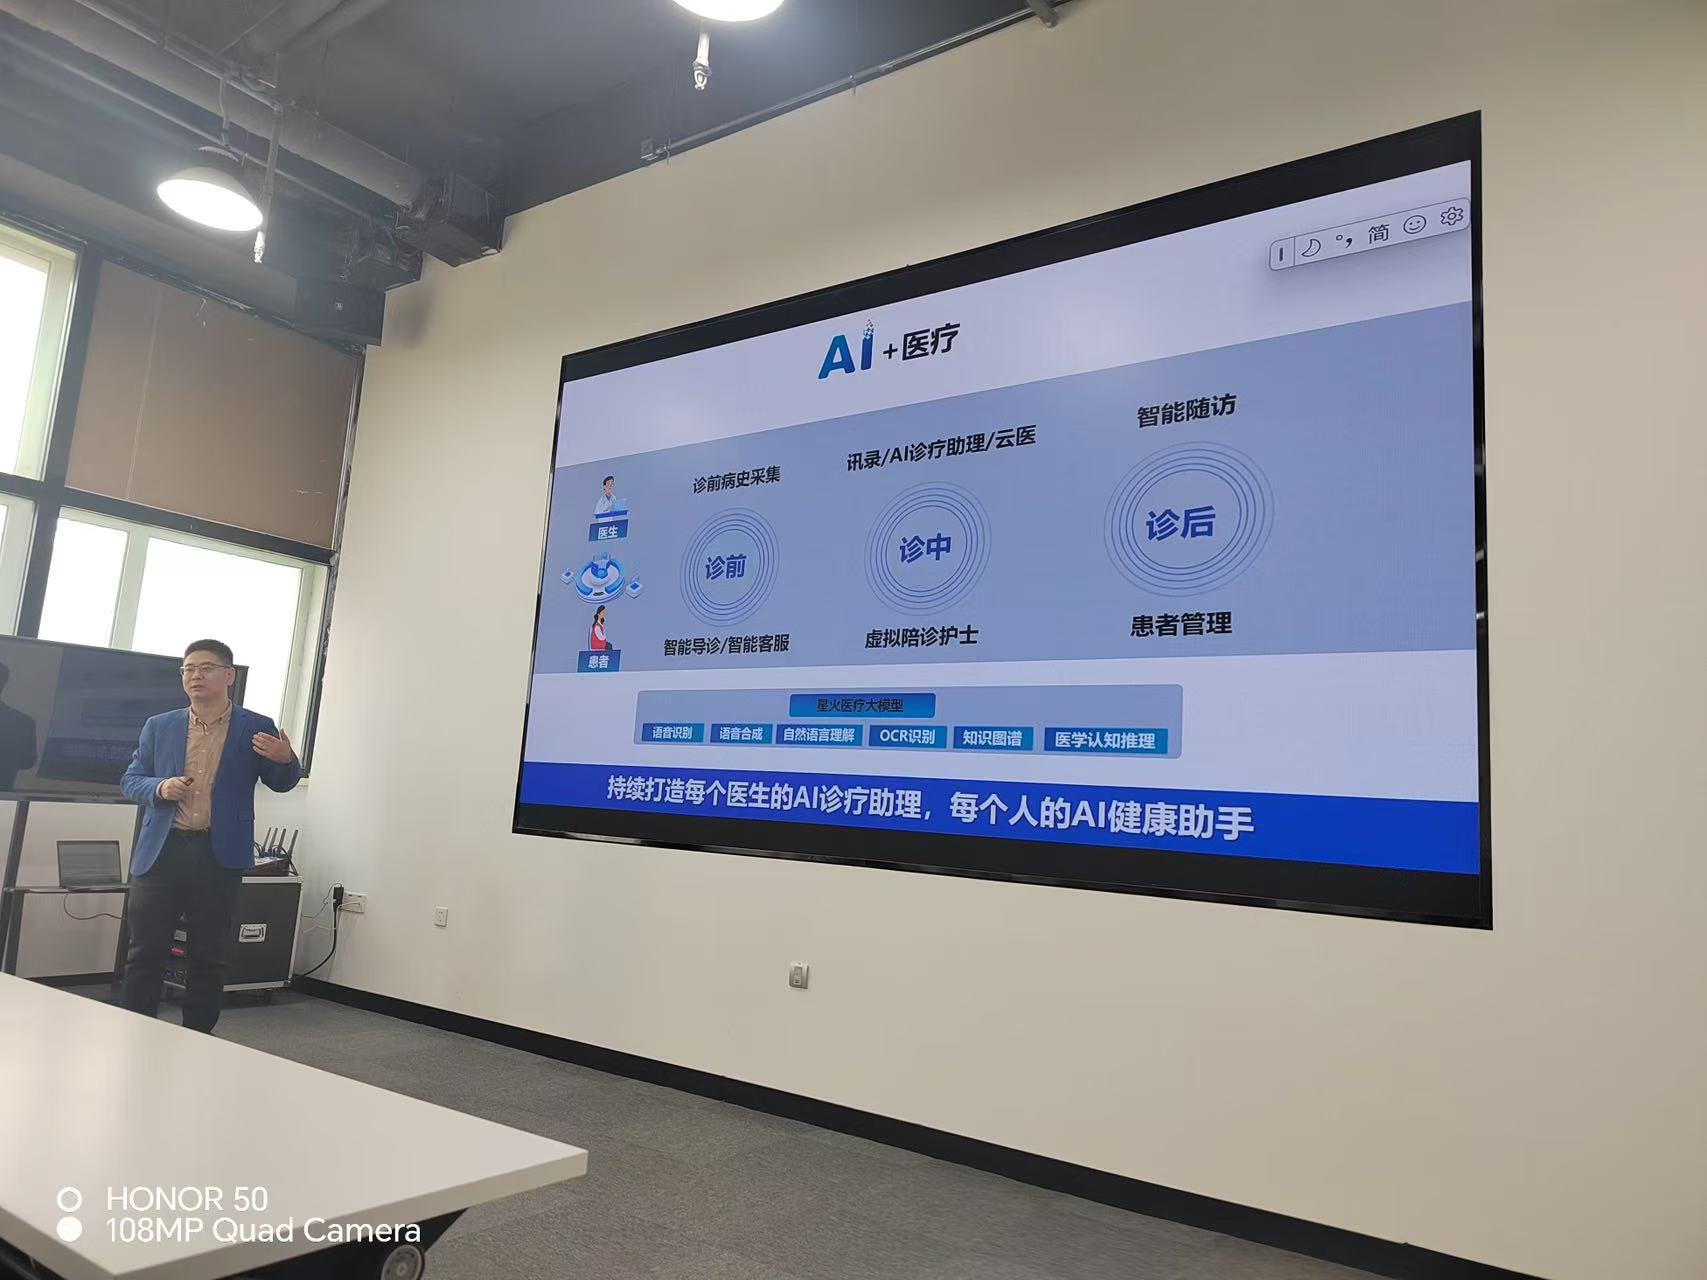 简
AI+医疗
诊前病史采集
讯录/AI诊疗助理/云医
智能随访
医生
诊前
诊中
诊后
患者
智能导诊/智能客服
虚拟陪诊护士
患者管理
星火医疗大模型
语音识别 语音合成 自然语言理解 OCR识别 知识图谱 医学认知推理
持续打造每个医生的AI诊疗助理，每个人的AI健康助手
HONOR 50
108MP Quad Camera